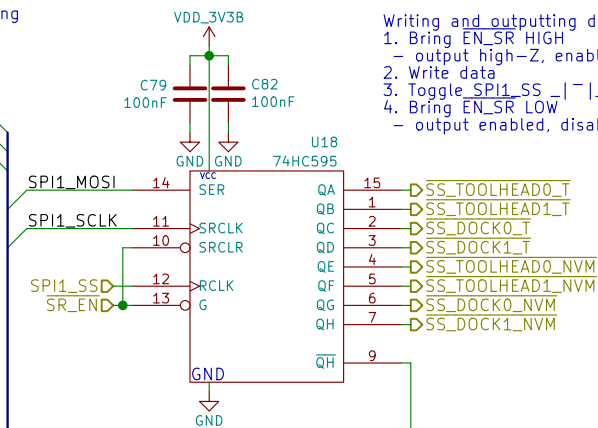 ng
VDD_3V3B
Writing and outputting d
1. Bring EN_SR HIGH
– output high–Z, enabl
2. Write data
3. Toggle SPI1_SS _|‾|_
4. Bring EN_SR LOW
– output enabled, disa
C79
100nF
C82
100nF
GND GND
U18
74HC595
VCC
SPI1_MOSI 14 SER QA 15 SS_TOOLHEAD0_T
QB 1 SS_TOOLHEAD1_T
SPI1_SCLK 11 SRCLK QC 2 SS_DOCK0_T
10 SRCLR QD 3 SS_DOCK1_T
QE 4 SS_TOOLHEAD0_NVM
SPI1_SS 12 RCLK QF 5 SS_TOOLHEAD1_NVM
SR_EN 13 G QG 6 SS_DOCK0_NVM
QH 7 SS_DOCK1_NVM
QH 9
GND
GND